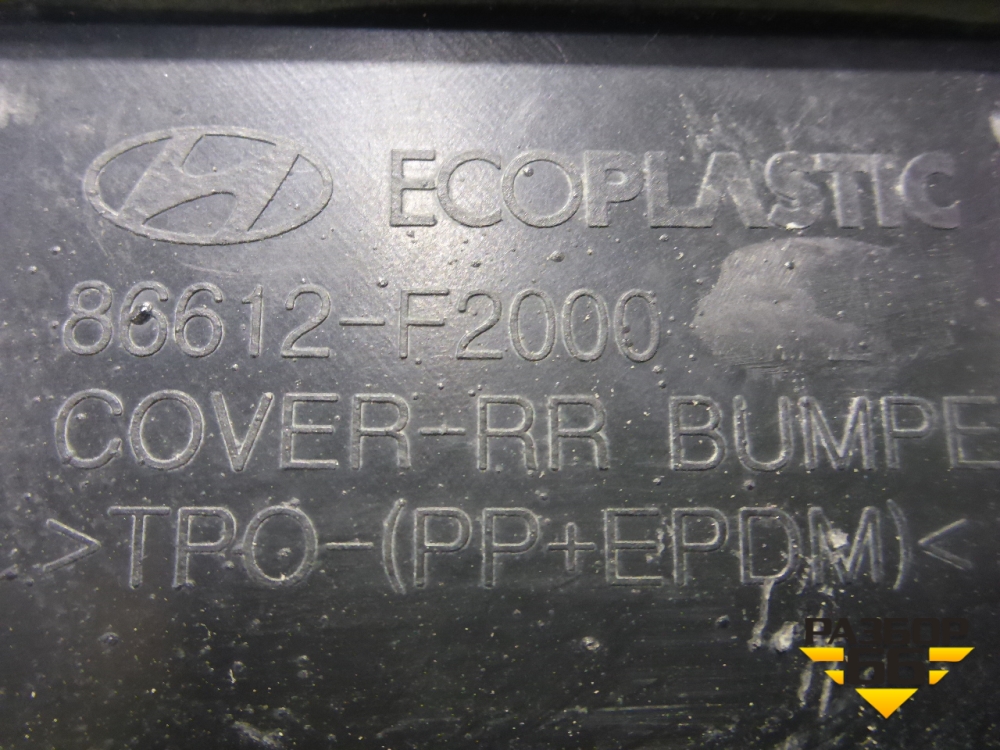 ECOPLASTIC
86612-F2000
COVER-RR BUMPE
>TPO-(PP+EPDM)<